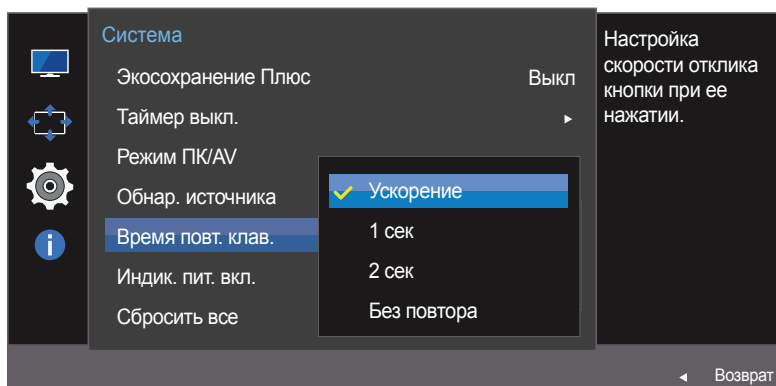 Система
Экосохранение Плюс Выкл
Таймер выкл.
Режим ПК/AV
Обнар. источника
Время повт. клав.
Индик. пит. вкл.
Сбросить все
Ускорение
1 сек
2 сек
Без повтора
Настройка
скорости отклика
кнопки при ее
нажатии.
Возврат